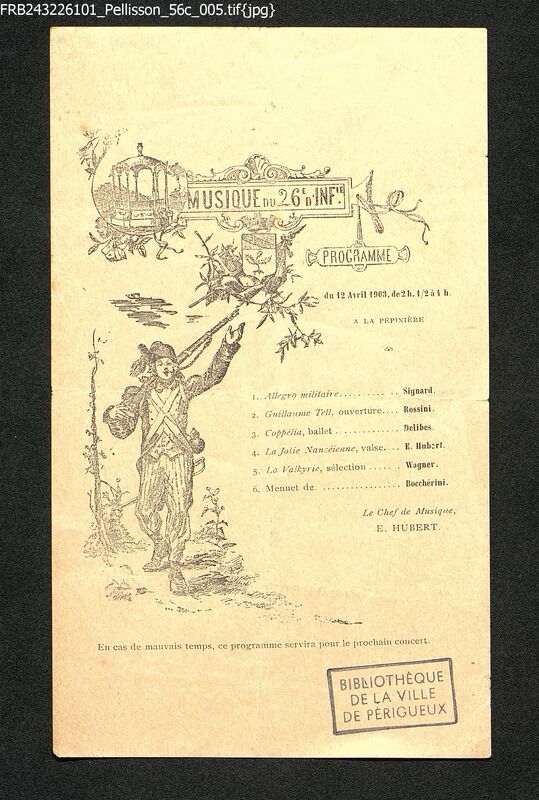 FRB243226101_Pellisson_56c_005.tif{jpg}
MUSIQUE DU 26E D'INFIE
PROGRAMME
du 12 Avril 1903, de 2 h. 1/2 à 4 h
A LA PÉPINIÈRE
1. Allegro militaire.......... Signard.
2. Guillaume Tell, ouverture.... Rossini.
3. Coppélia, ballet............ Delibes.
4. La Jolie Nancéienne, valse.... E. Hubert.
5. La Valkyrie, sélection....... Wagner.
6. Menuet de................ Boccherini.
Le Chef de Musique,
E. HUBERT.
En cas de mauvais temps, ce programme servira pour le prochain concert.
BIBLIOTHÈQUE
DE LA VILLE
DE PÉRIGUEUX